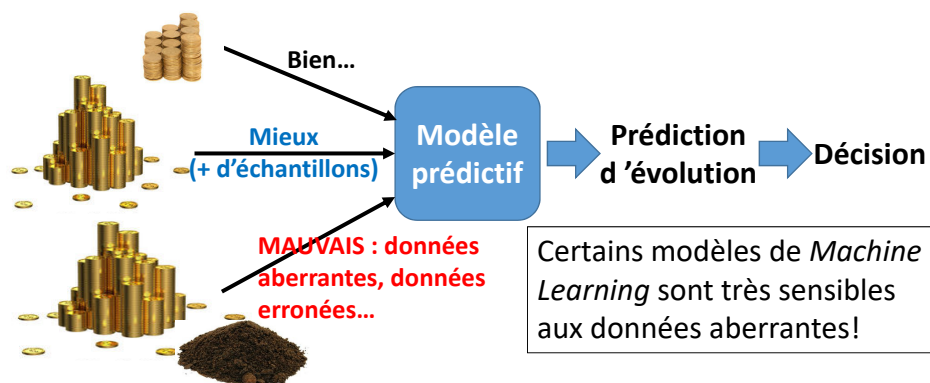 Bien…
Mieux
(+ d'échantillons)
MAUVAIS : données
aberrantes, données
erronées…
Modèle
prédictif
Prédiction
d ’évolution
Décision
Certains modèles de Machine
Learning sont très sensibles
aux données aberrantes!